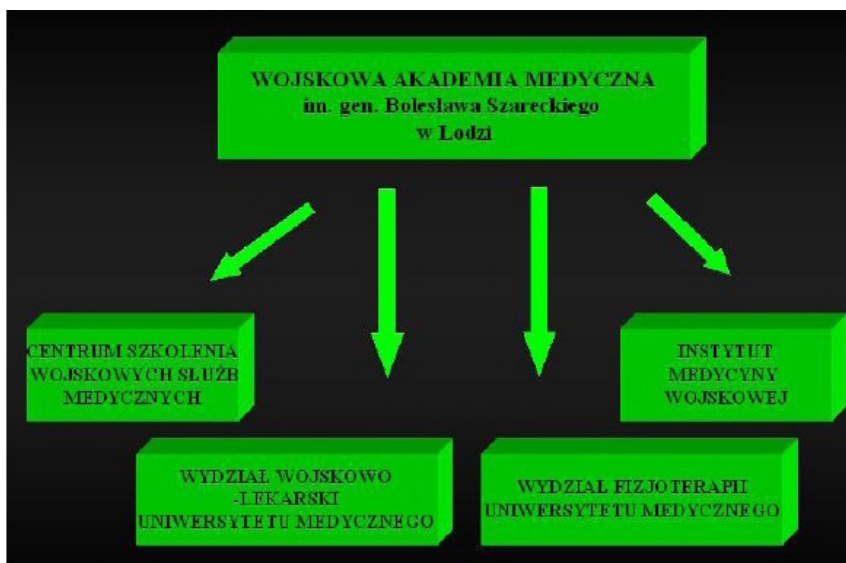 WOJSKOWA AKADEMIA MEDYCZNA
im. gen. Bolesława Szareckiego
w Łodzi
CENTRUM SZKOLENIA
WOJSKOWYCH SŁUŻB
MEDYCZNYCH
INSTYTUT
MEDYCYNY
WOJSKOWEJ
WYDZIAŁ WOJSKOWO
-LEKARSKI
UNIWERSYTETU MEDYCZNEGO
WYDZIAŁ FIZJOTERAPII
UNIWERSYTETU MEDYCZNEGO